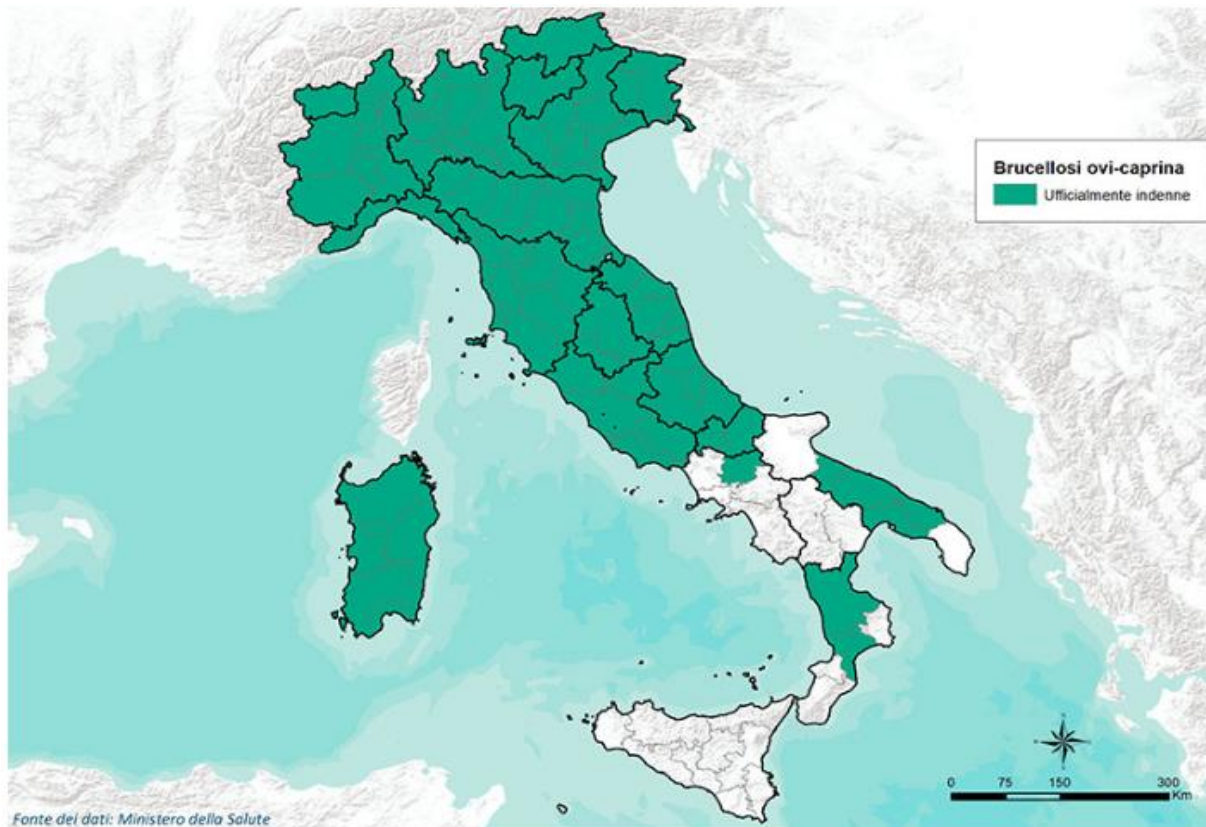 Brucellosi ovi-caprina
Ufficialmente indenne
0 75 150 300
Km
Fonte dei dati: Ministero della Salute